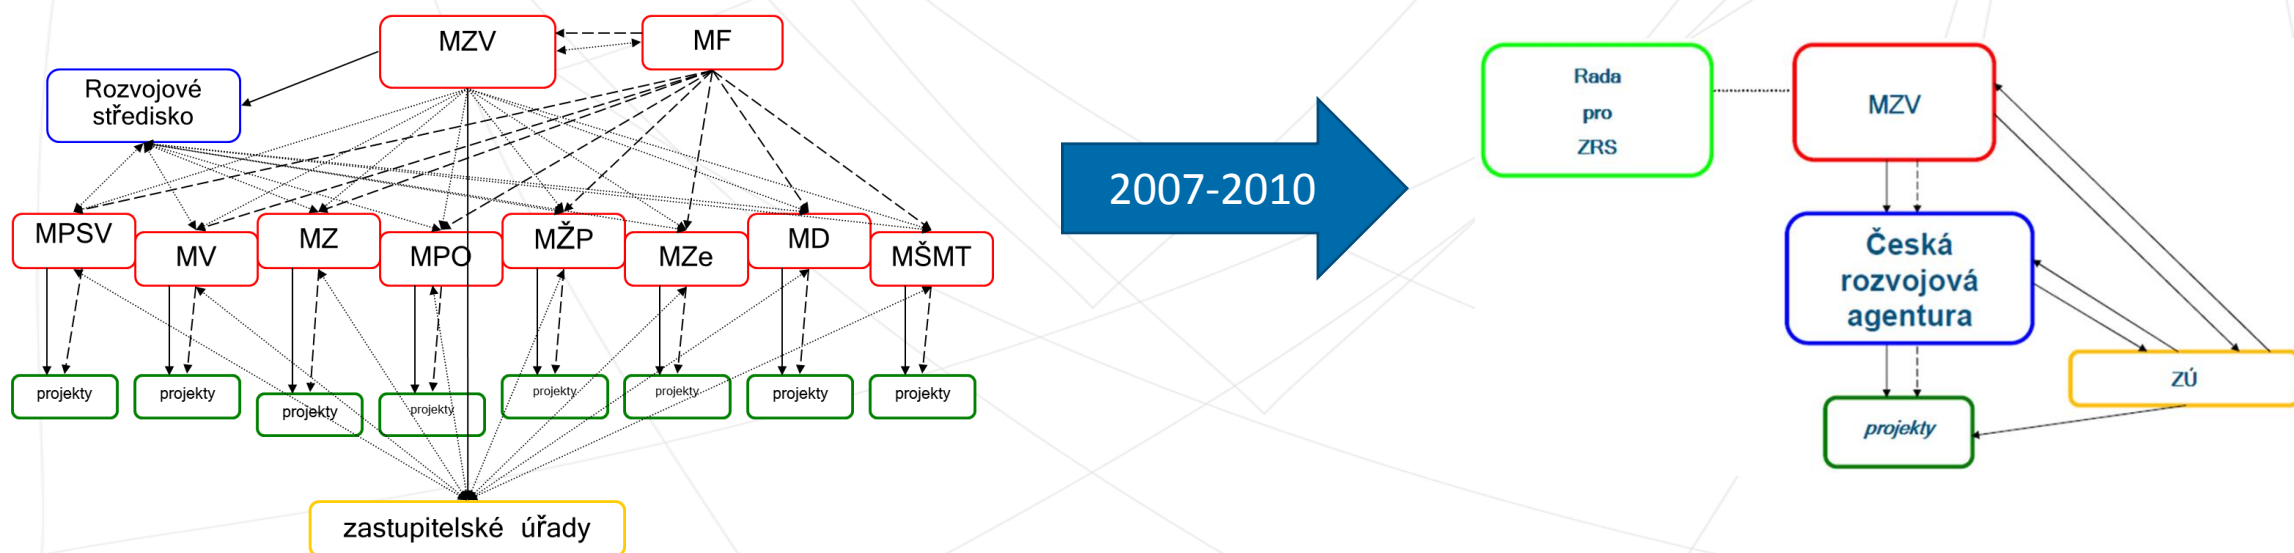 MZV
MF
Rozvojové
středisko
MPSV
MV
MZ
MPO
MŽP
MZe
MD
MŠMT
projekty
projekty
projekty
projekty
projekty
projekty
projekty
projekty
zastupitelské úřady
2007-2010
Rada
pro
ZRS
MZV
Česká
rozvojová
agentura
ZÚ
projekty